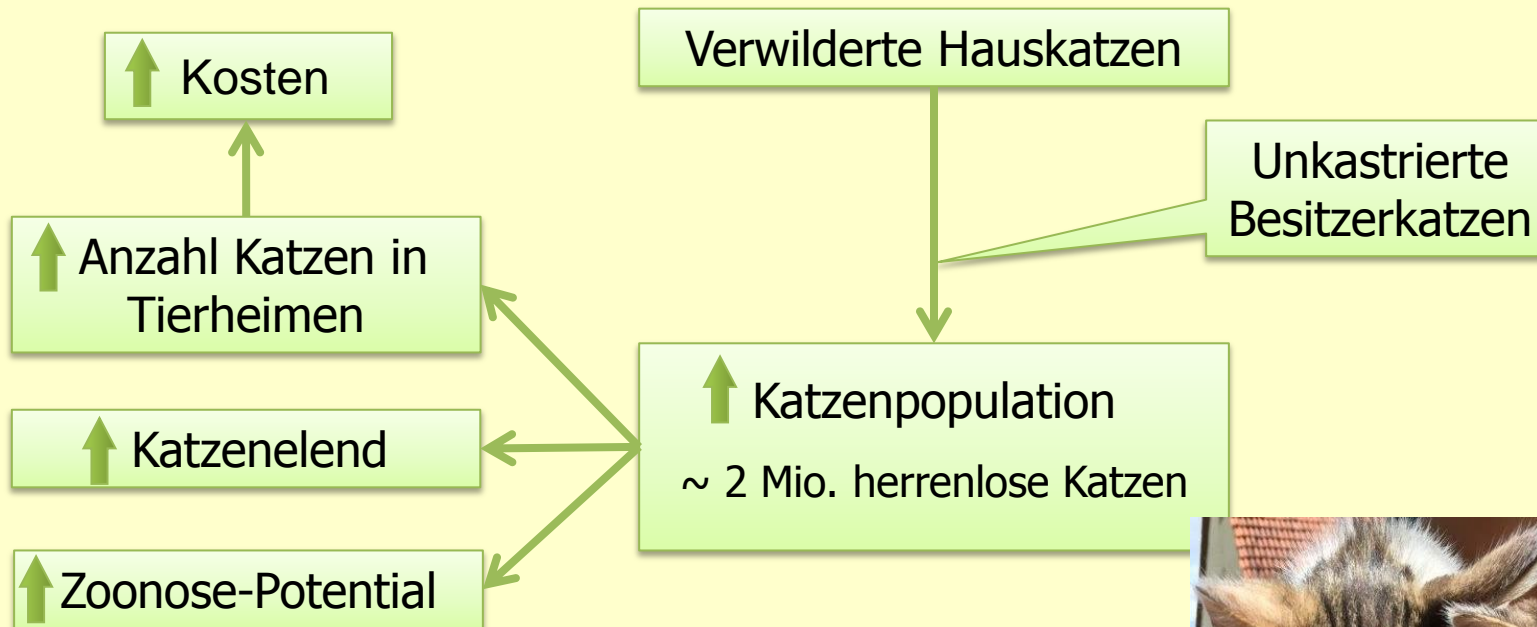 Kosten
Verwilderte Hauskatzen
Unkastrierte
Besitzerkatzen
Anzahl Katzen in
Tierheimen
Katzenpopulation
~ 2 Mio. herrenlose Katzen
Katzenelend
Zoonose-Potential